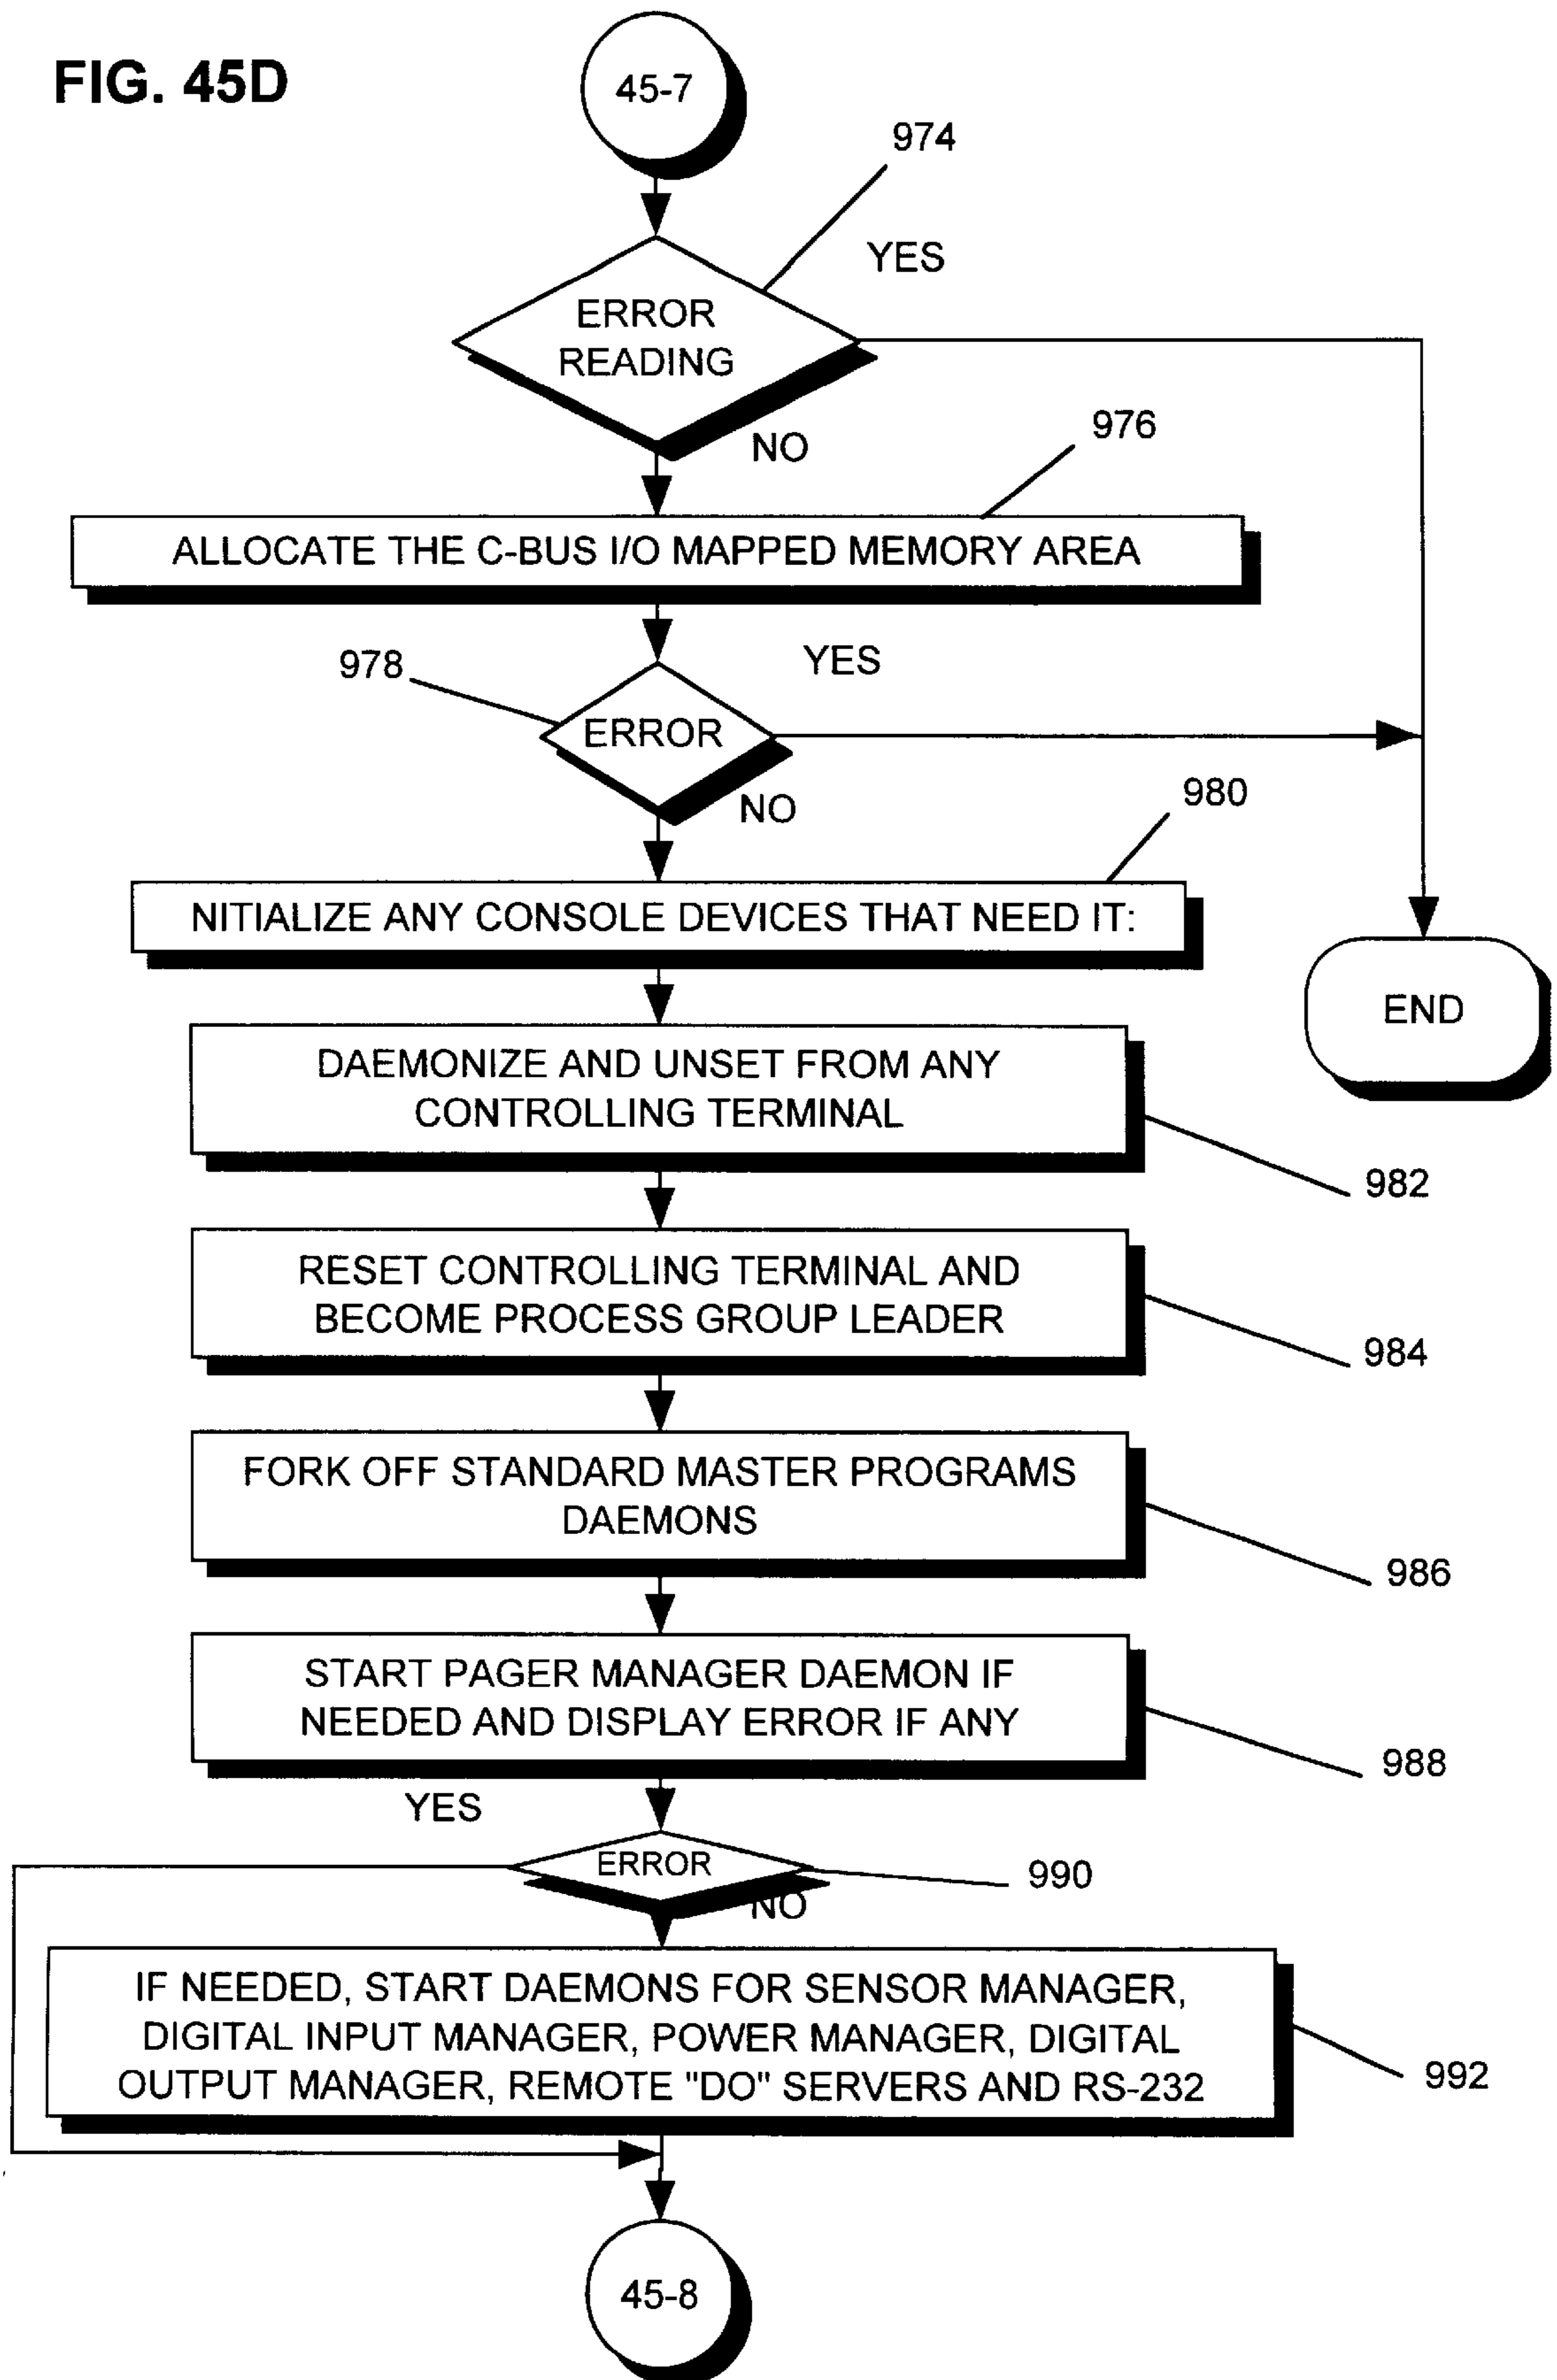 FIG. 45D
45-7
974
YES
ERROR
READING
NO
976
ALLOCATE THE C-BUS I/O MAPPED MEMORY AREA
978
YES
ERROR
NO
980
NITIALIZE ANY CONSOLE DEVICES THAT NEED IT:
END
DAEMONIZE AND UNSET FROM ANY
CONTROLLING TERMINAL
982
RESET CONTROLLING TERMINAL AND
BECOME PROCESS GROUP LEADER
984
FORK OFF STANDARD MASTER PROGRAMS
DAEMONS
986
START PAGER MANAGER DAEMON IF
NEEDED AND DISPLAY ERROR IF ANY
988
YES
ERROR
990
NO
IF NEEDED, START DAEMONS FOR SENSOR MANAGER,
DIGITAL INPUT MANAGER, POWER MANAGER, DIGITAL
OUTPUT MANAGER, REMOTE "DO" SERVERS AND RS-232
992
45-8